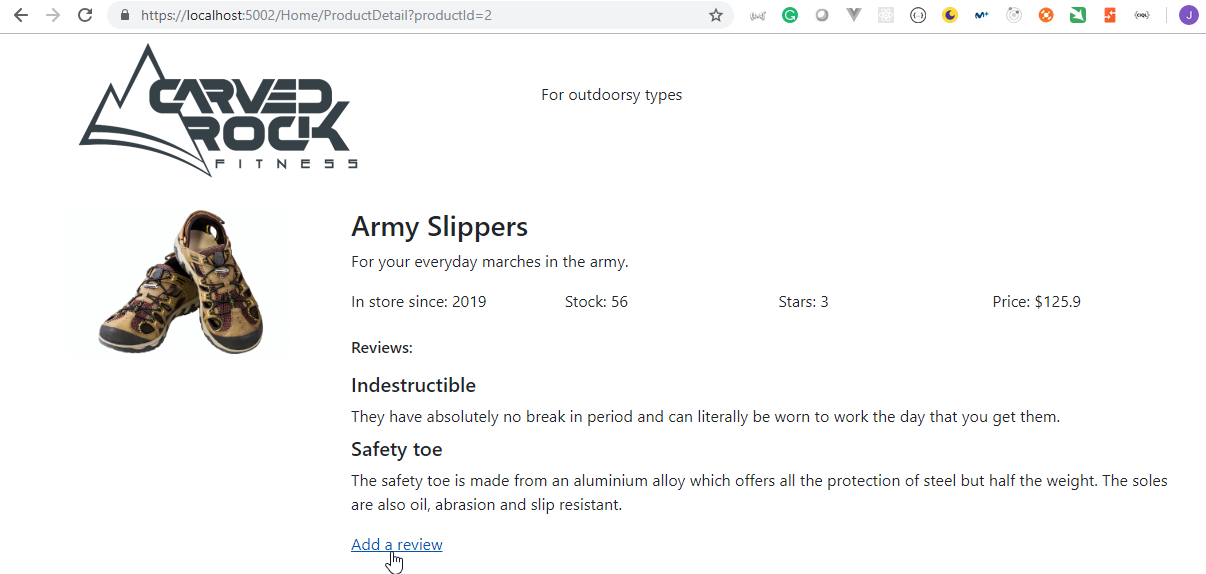 https://localhost:5002/Home/ProductDetail?productId=2
J
CARVED
ROCK
FITNESS
For outdoorsy types
Army Slippers
For your everyday marches in the army.
In store since: 2019 Stock: 56 Stars: 3 Price: $125.9
Reviews:
Indestructible
They have absolutely no break in period and can literally be worn to work the day that you get them.
Safety toe
The safety toe is made from an aluminium alloy which offers all the protection of steel but half the weight. The soles
are also oil, abrasion and slip resistant.
Add a review